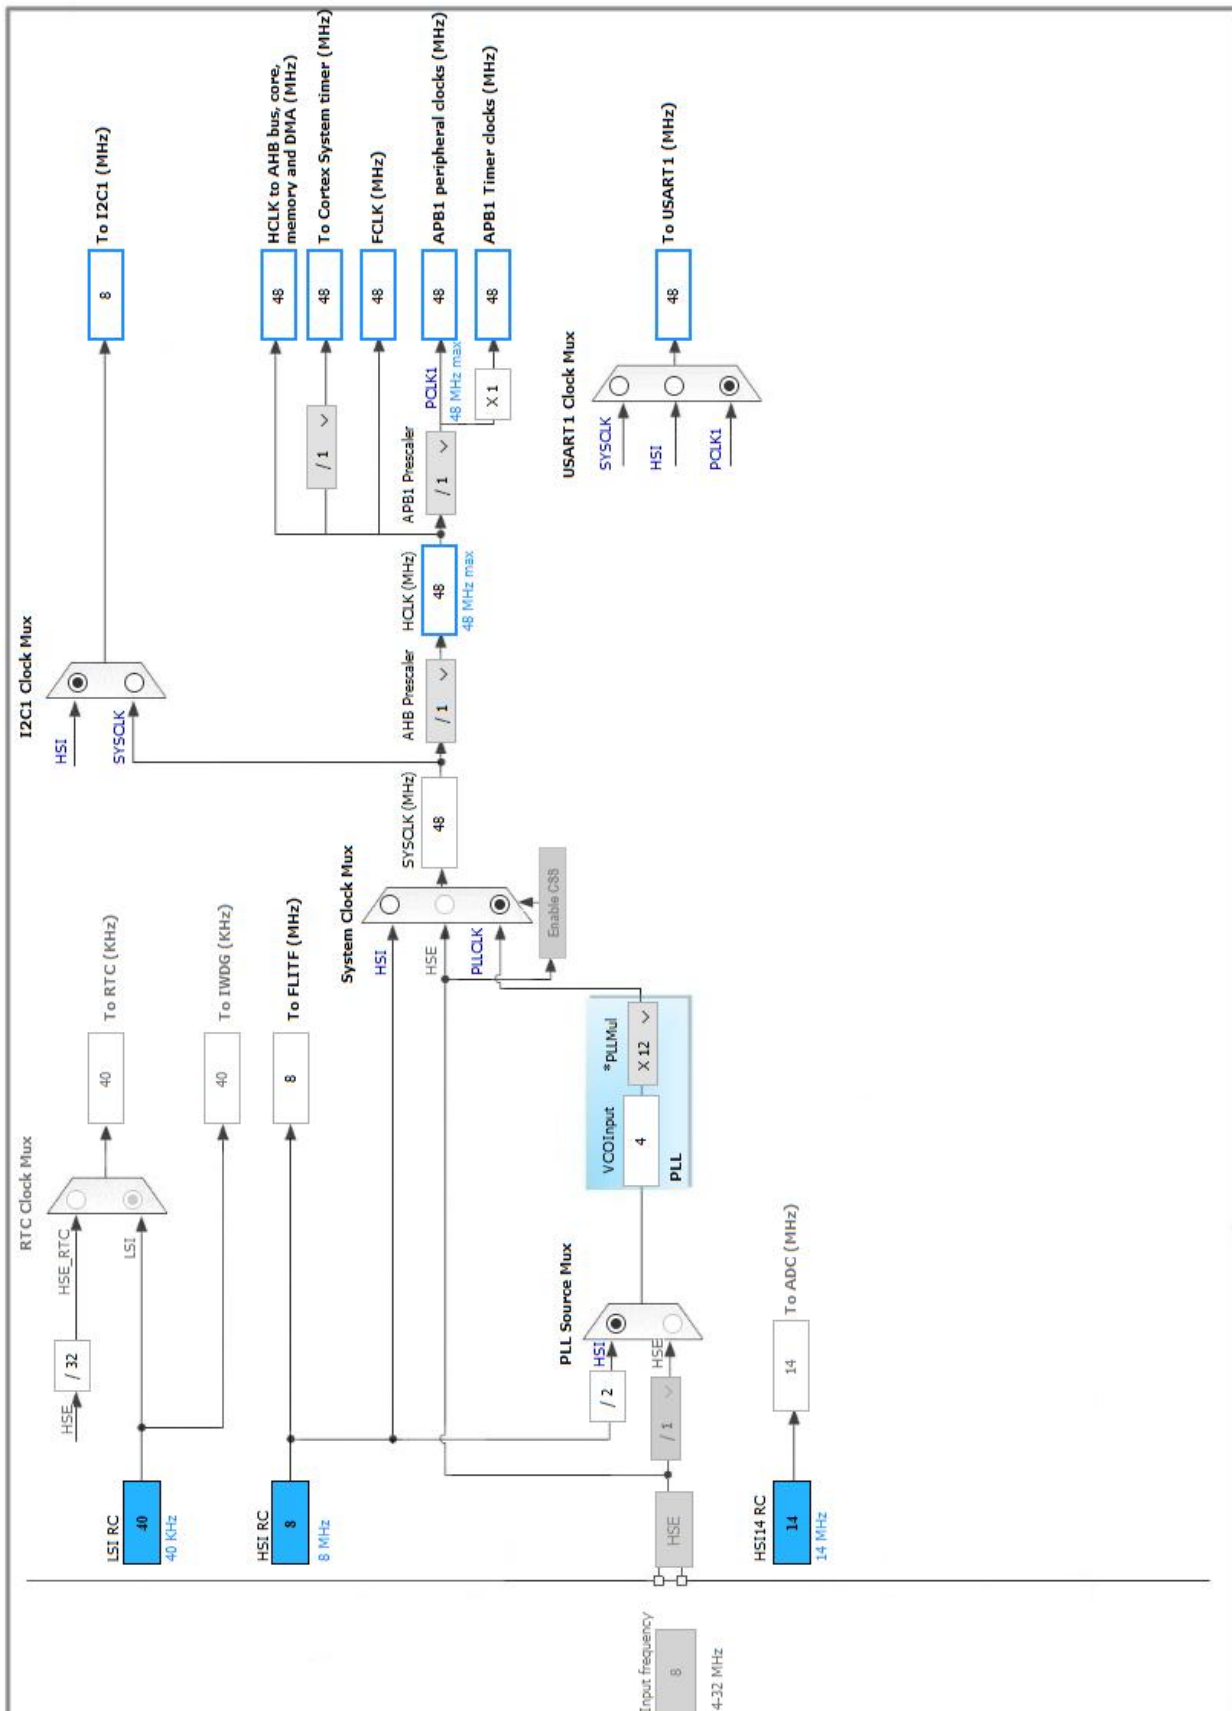 RTC Clock Mux
HSE
/ 32
HSE_RTC
LSI
40
To RTC (KHz)
LSI RC
40
40 KHz
40
To IWDG (KHz)
HSI RC
8
8 MHz
8
To FLITF (MHz)
I2C1 Clock Mux
HSI
SYSCLK
8
To I2C1 (MHz)
System Clock Mux
HSI
HSE
PLLCLK
Enable CSS
SYSCLK (MHz)
48
AHB Prescaler
/ 1
HCLK (MHz)
48
48 MHz max
48
HCLK to AHB bus, core,
memory and DMA (MHz)
/ 1
48
To Cortex System timer (MHz)
48
FCLK (MHz)
APB1 Prescaler
/ 1
PCLK1
48 MHz max
48
APB1 peripheral clocks (MHz)
X 1
48
APB1 Timer clocks (MHz)
PLL Source Mux
/ 2
HSI
HSE
/ 1
VCOInput
4
*PLLMul
X 12
PLL
Input frequency
8
4-32 MHz
HSE
USART1 Clock Mux
SYSCLK
HSI
PCLK1
48
To USART1 (MHz)
HSI14 RC
14
14 MHz
14
To ADC (MHz)